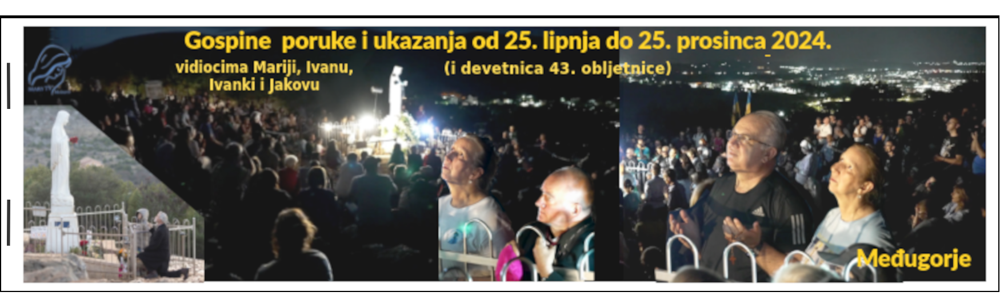 Gospine poruke i ukazanja od 25. lipnja do 25. prosinca 2024.
vidiocima Mariji, Ivanu,
Ivanki i Jakovu
(i devetnica 43. obljetnice)
Međugorje